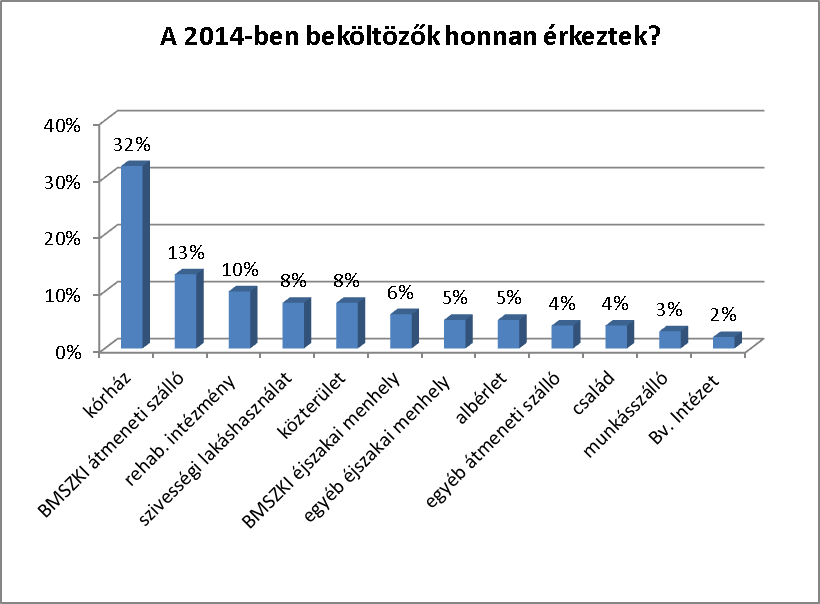 A 2014-ben beköltözők honnan érkeztek?
40%
30%
20%
10%
0%
32%
13%
10%
8%
8%
6%
5%
5%
4%
4%
3%
2%
kórház
BMSZKI átmeneti szálló
rehab. intézmény
szivességi lakáshasználat
közterület
BMSZKI éjszakai menhely
egyéb éjszakai menhely
albérlet
egyéb átmeneti szálló
család
munkásszálló
Bv. Intézet